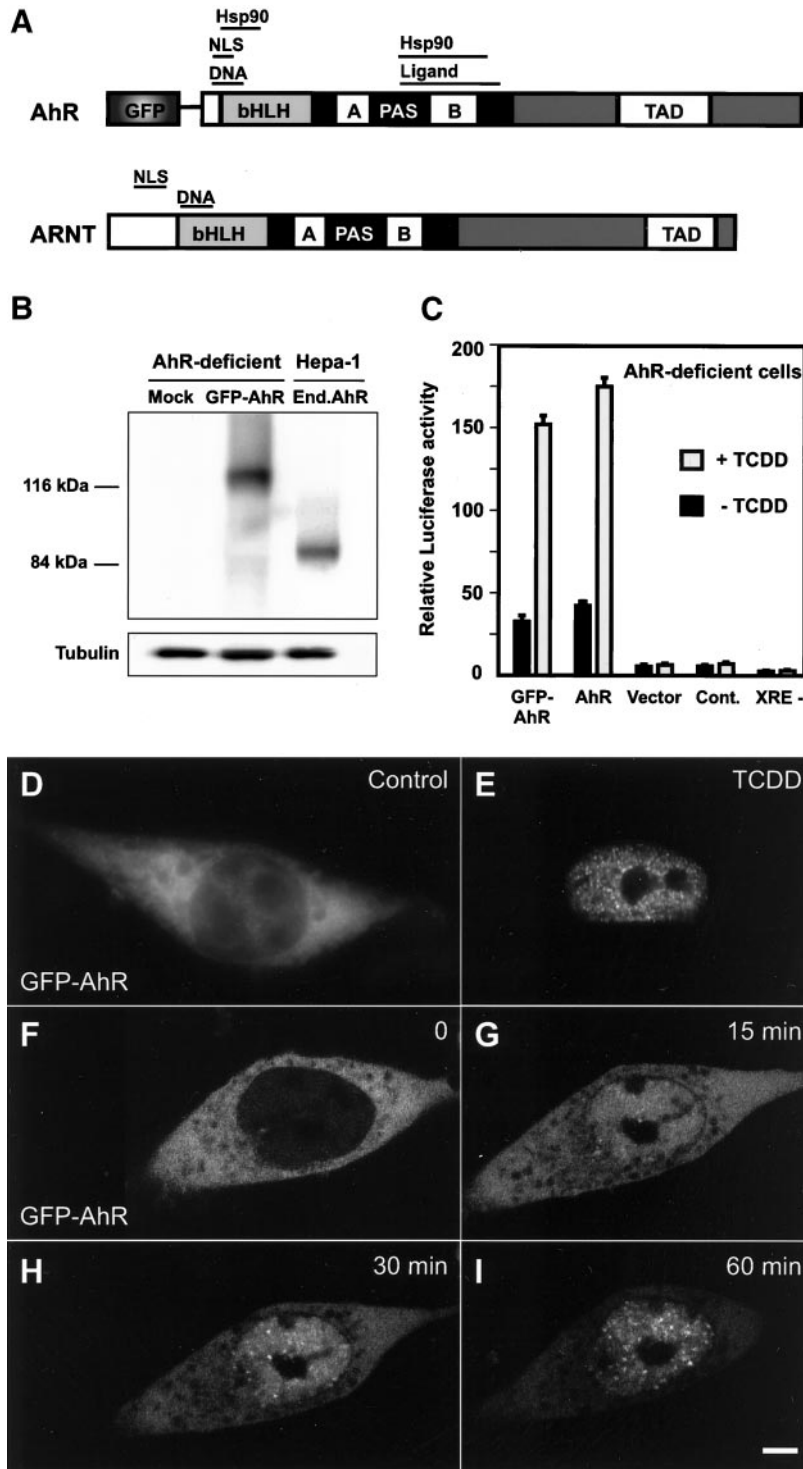 A
Hsp90
NLS
DNA
Hsp90
Ligand
AhR
GFP
bHLH
A
PAS
B
TAD
NLS
DNA
ARNT
bHLH
A
PAS
B
TAD
B
AhR-deficient Hepa-1
Mock GFP-AhR End.AhR
116 kDa
84 kDa
Tubulin
C
200
150
100
50
0
Relative Luciferase activity
AhR-deficient cells
+ TCDD
- TCDD
GFP-
AhR
AhR
Vector
Cont.
XRE -
D
Control
GFP-AhR
E
TCDD
F
0
GFP-AhR
G
15 min
H
30 min
I
60 min